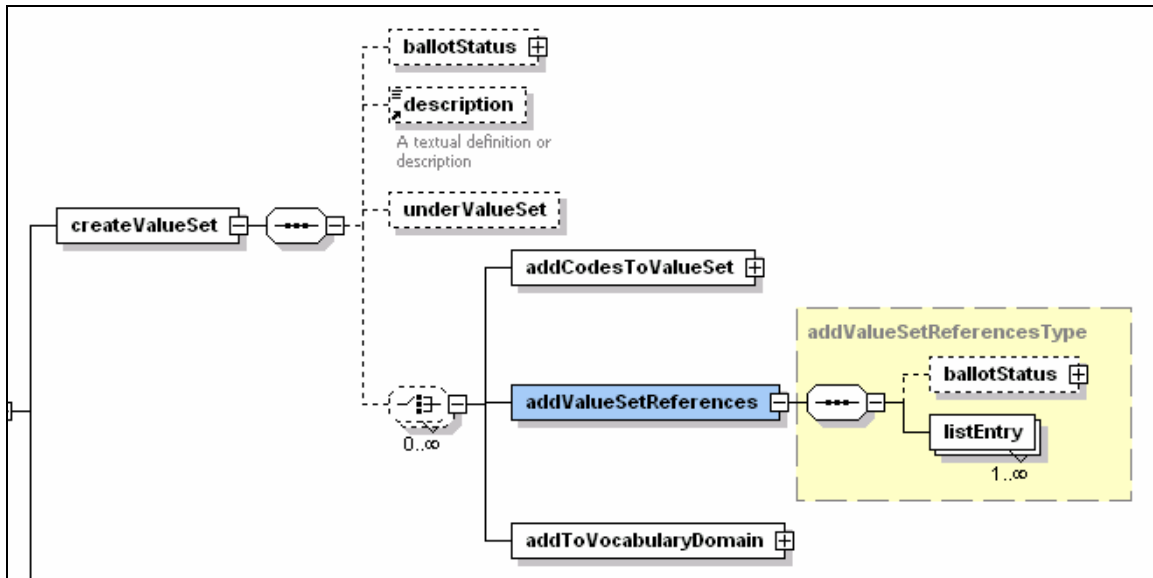 ballotStatus
description
A textual definition or
description
underValueSet
createValueSet
addCodesToValueSet
addValueSetReferencesType
ballotStatus
addValueSetReferences
listEntry
0..∞
1..∞
addToVocabularyDomain